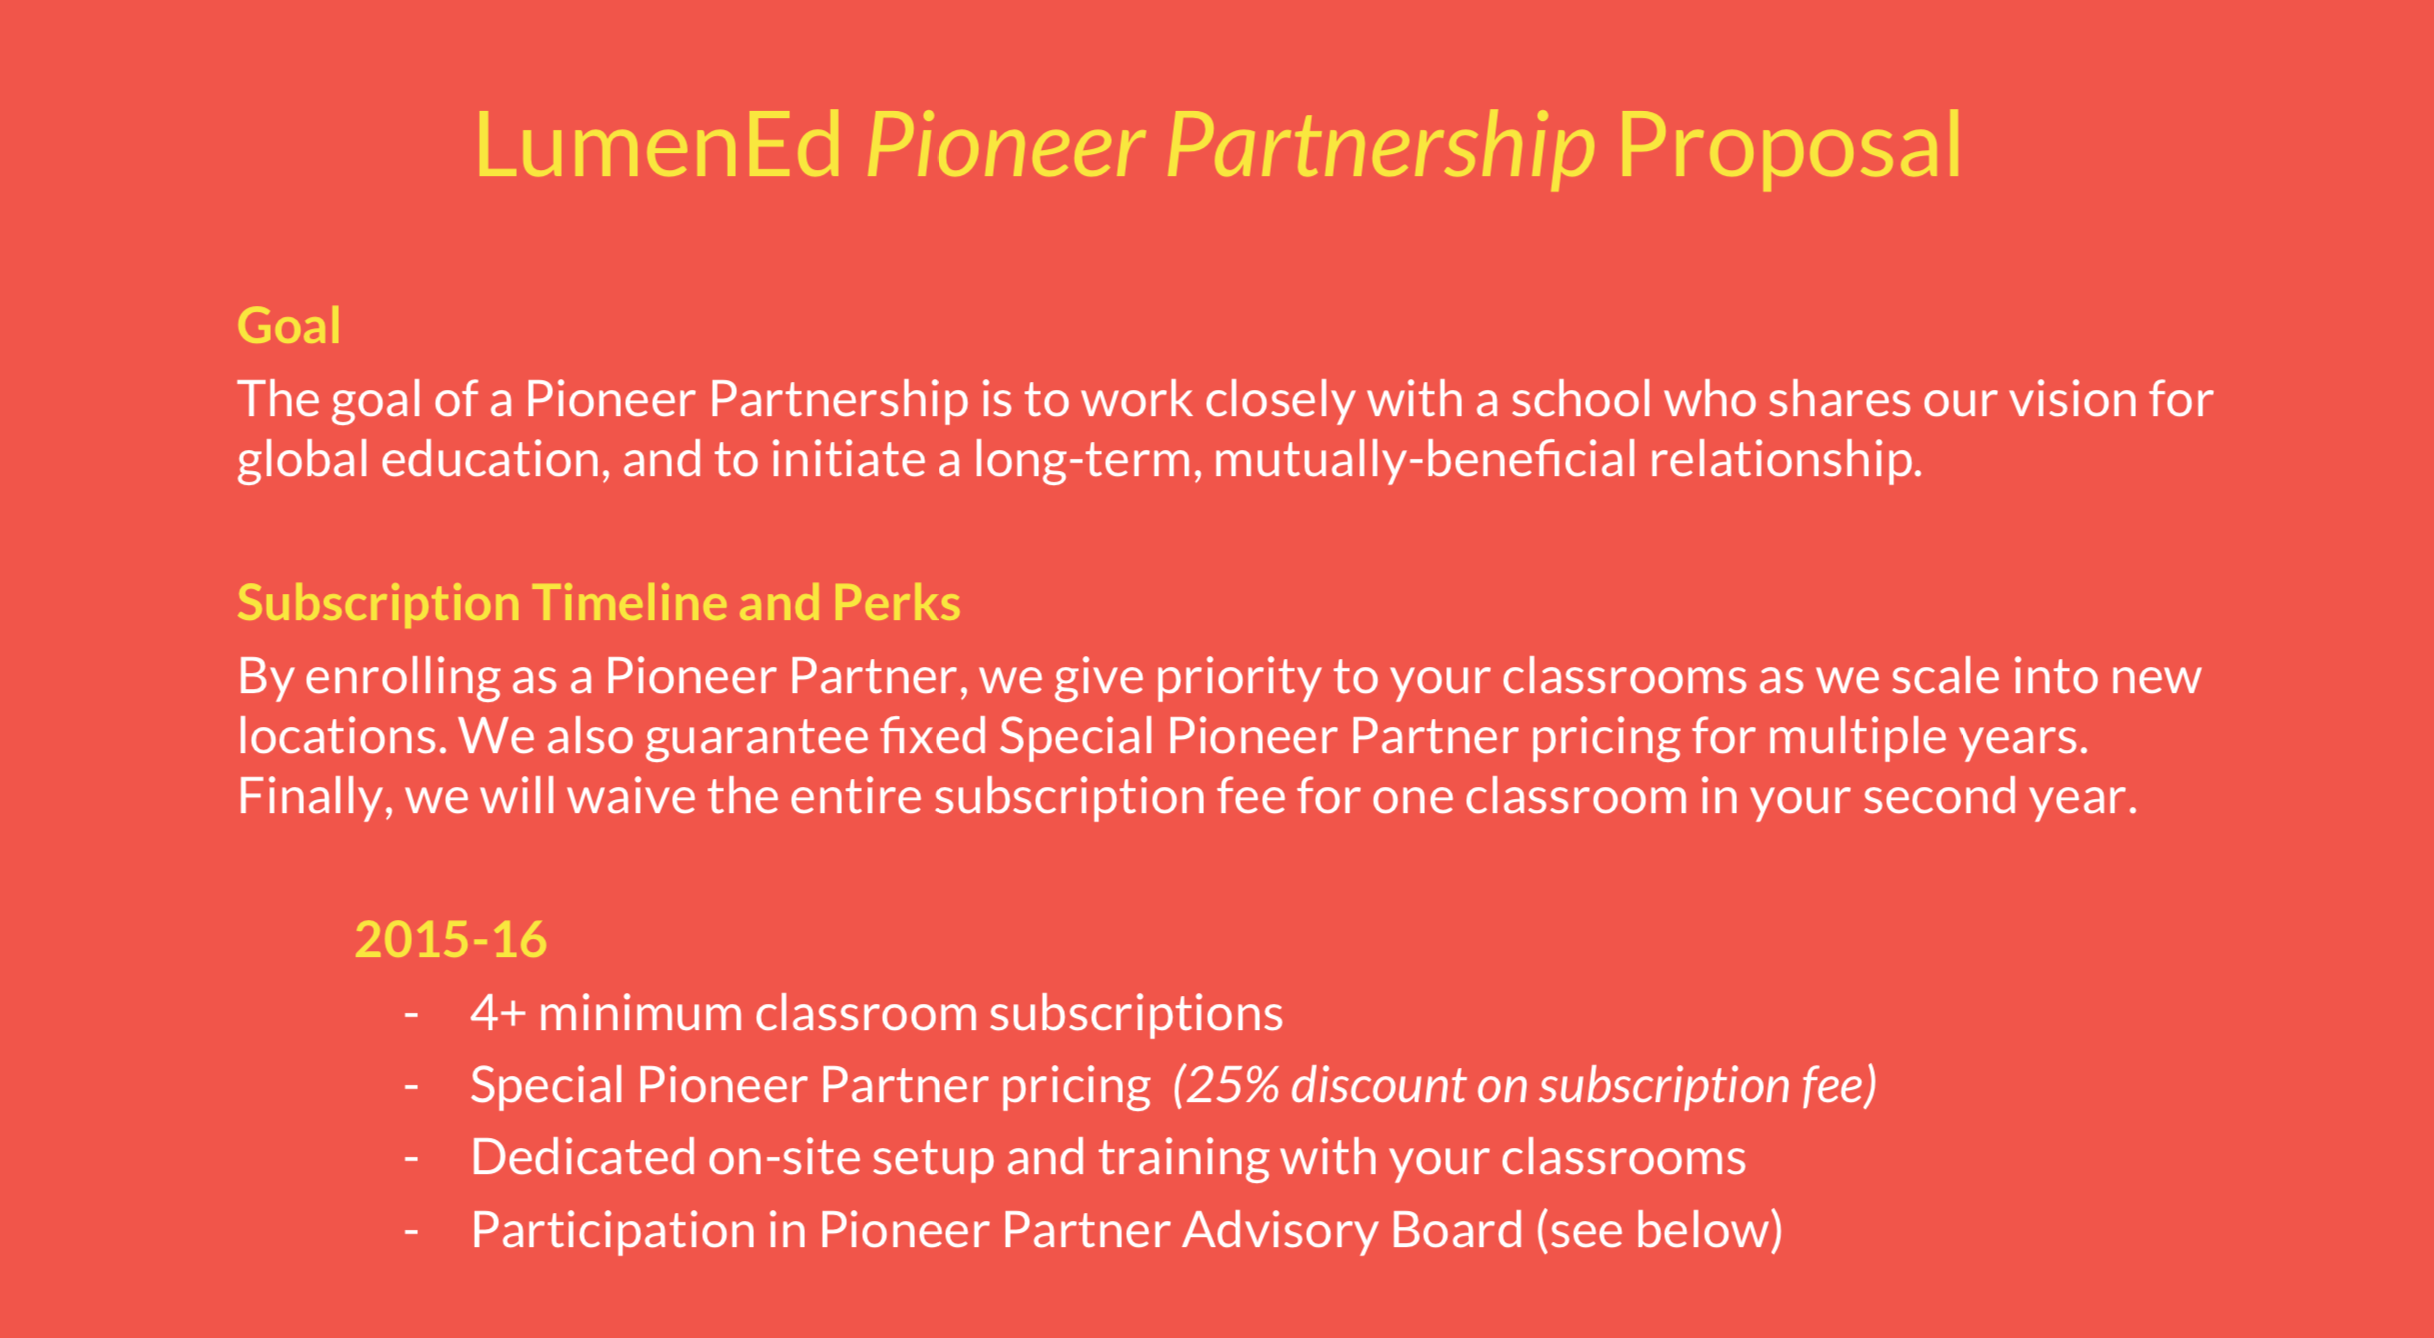 LumenEd Pioneer Partnership Proposal
Goal
The goal of a Pioneer Partnership is to work closely with a school who shares our vision for
global education, and to initiate a long-term, mutually-beneficial relationship.
Subscription Timeline and Perks
By enrolling as a Pioneer Partner, we give priority to your classrooms as we scale into new
locations. We also guarantee fixed Special Pioneer Partner pricing for multiple years.
Finally, we will waive the entire subscription fee for one classroom in your second year.
2015-16
- 4+ minimum classroom subscriptions
- Special Pioneer Partner pricing (25% discount on subscription fee)
- Dedicated on-site setup and training with your classrooms
- Participation in Pioneer Partner Advisory Board (see below)